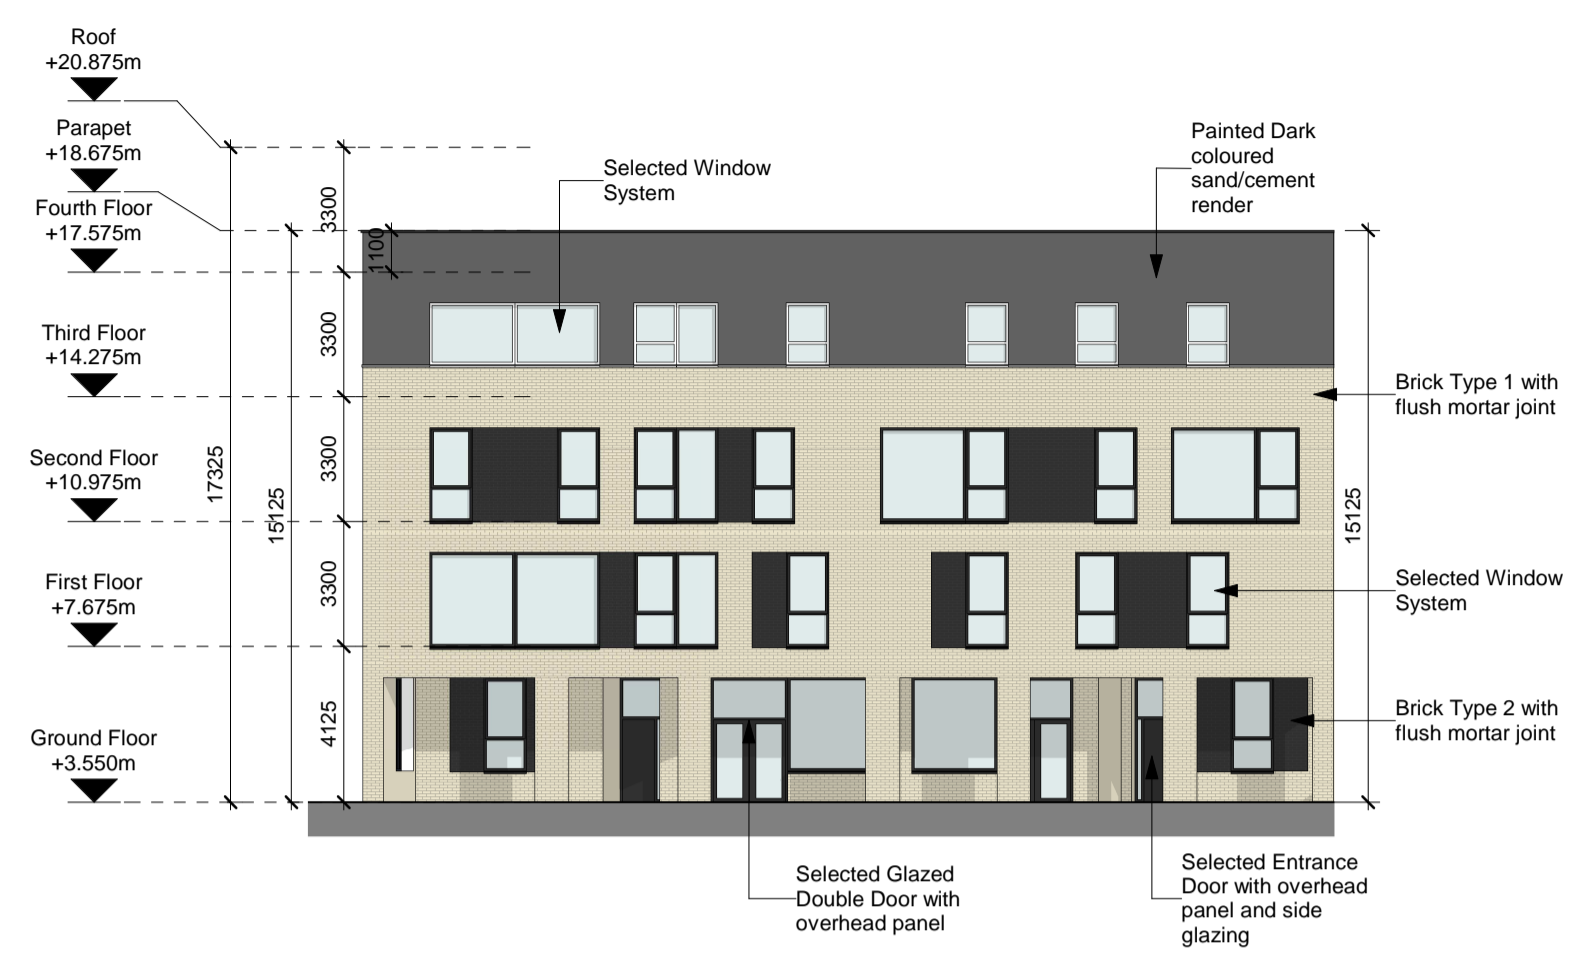 Roof
+20.875m
Parapet
+18.675m
Fourth Floor
+17.575m
Third Floor
+14.275m
Second Floor
+10.975m
First Floor
+7.675m
Ground Floor
+3.550m
17325
15125
3300
1100
3300
3300
3300
4125
Selected Window
System
Painted Dark
coloured
sand/cement
render
15125
Brick Type 1 with
flush mortar joint
Selected Window
System
Brick Type 2 with
flush mortar joint
Selected Glazed
Double Door with
overhead panel
Selected Entrance
Door with overhead
panel and side
glazing